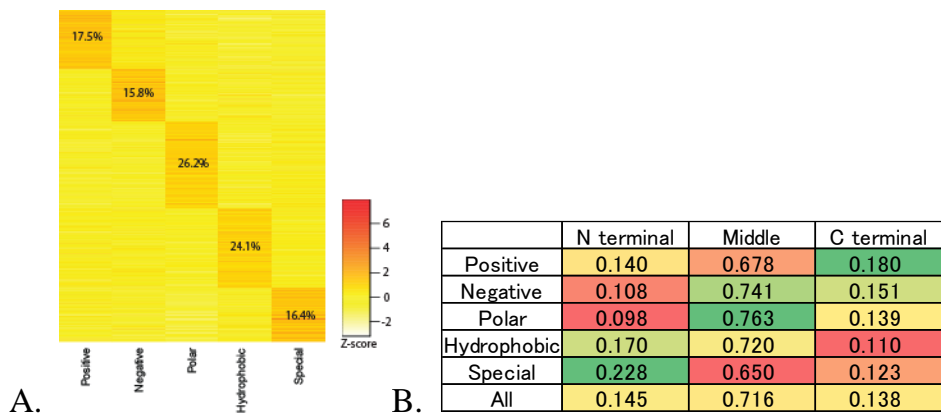 17.5%
15.8%
26.2%
24.1%
16.4%
6
4
2
0
-2
Z-score
Positive
Negative
Polar
Hydrophobic
Special
A.
N terminal Middle C terminal
Positive 0.140 0.678 0.180
Negative 0.108 0.741 0.151
Polar 0.098 0.763 0.139
Hydrophobic 0.170 0.720 0.110
Special 0.228 0.650 0.123
All 0.145 0.716 0.138
B.